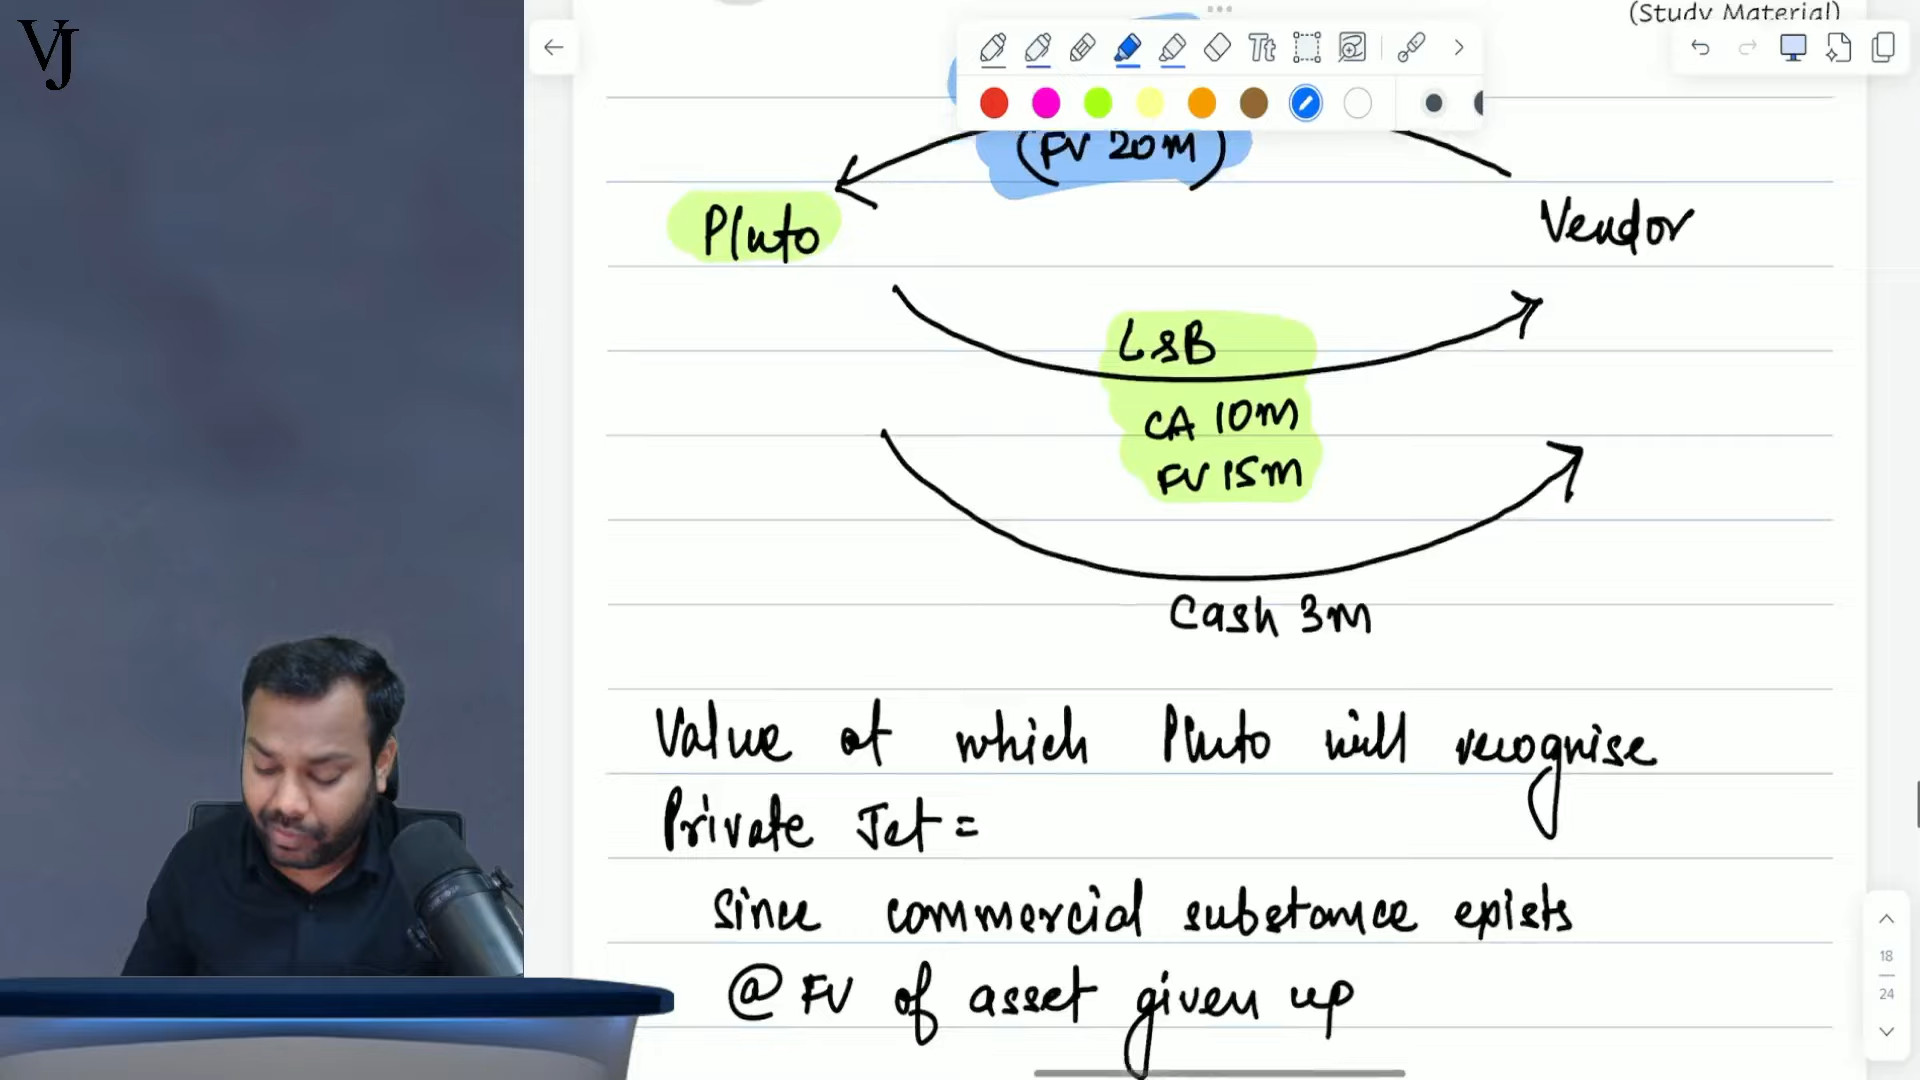 VJ
(Study Material)
Tt
(FV 20M)
Pluto
Vendor
L&B
CA 10M
FV 15M
Cash 3M
Value at which Pluto will recognise
Private Jet =
Since commercial substance exists
@ FV of asset given up
18
24